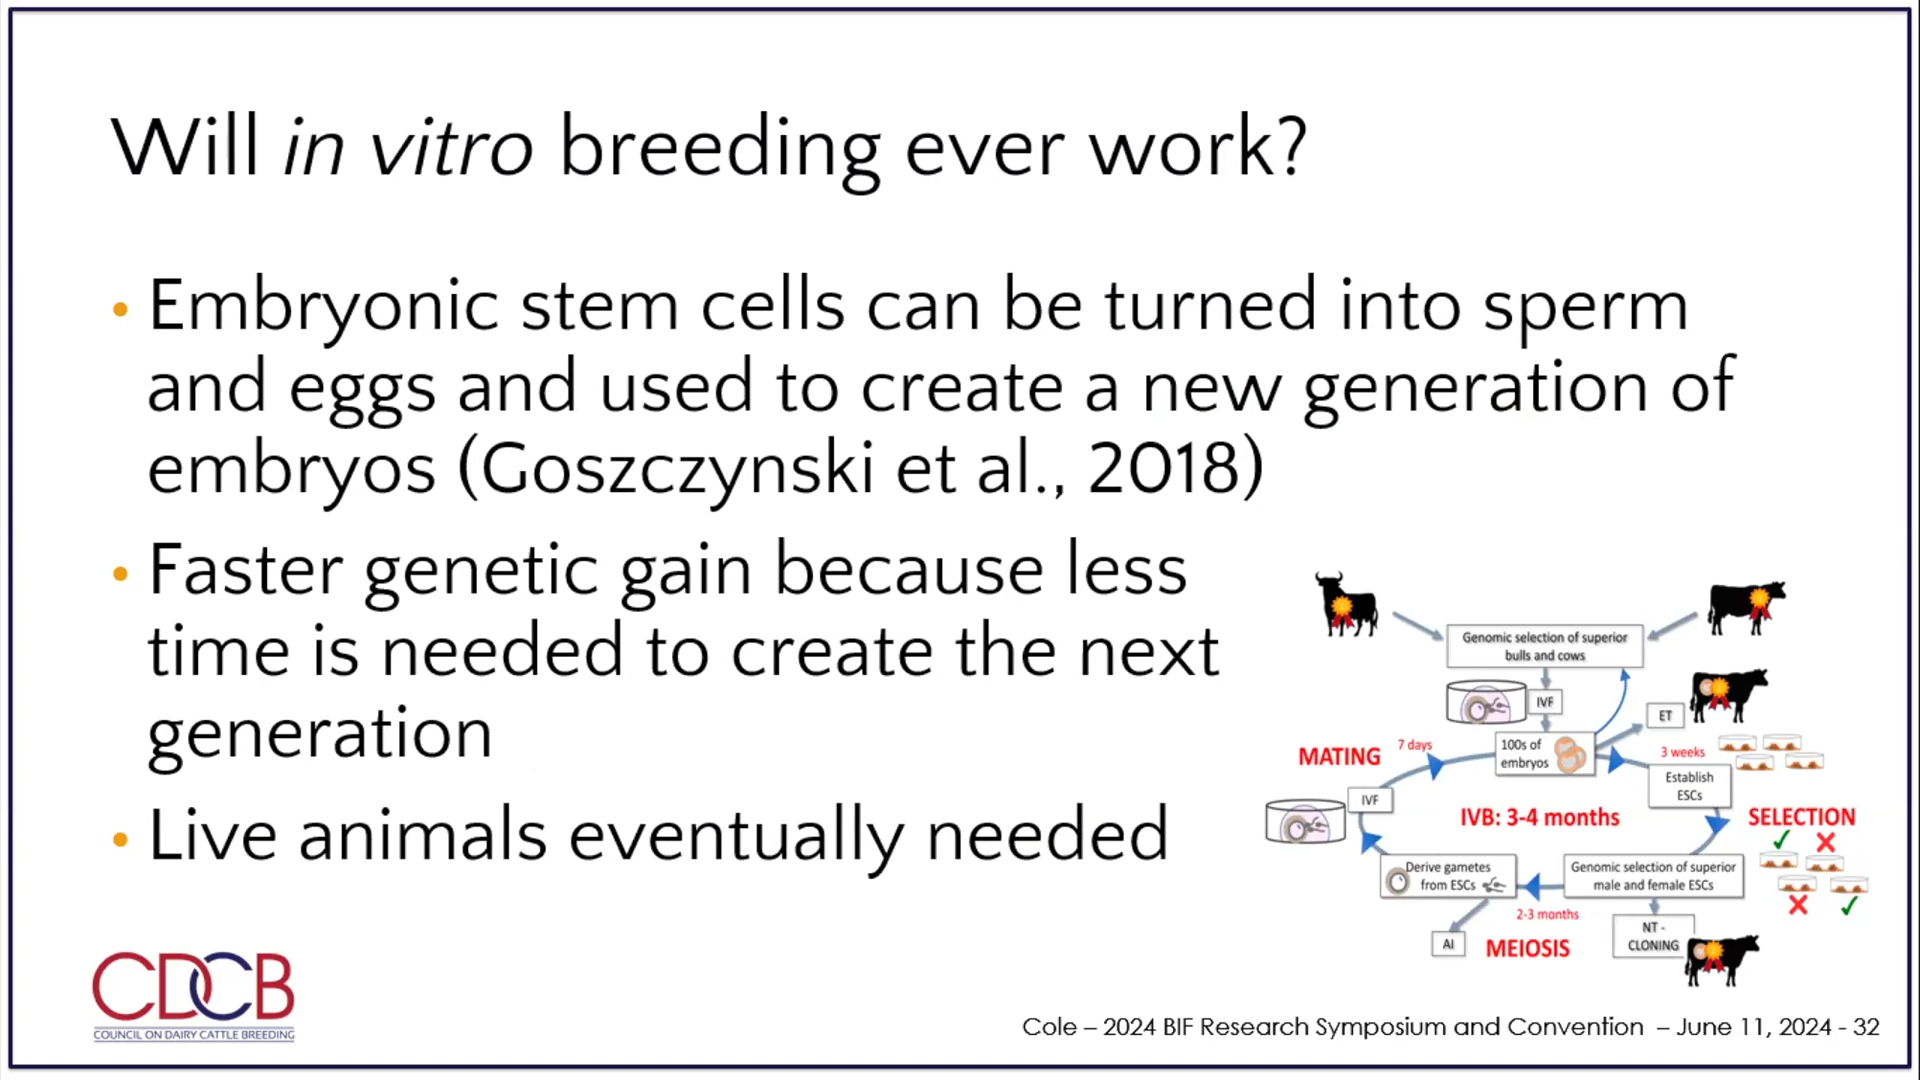 Will in vitro breeding ever work?
• Embryonic stem cells can be turned into sperm
and eggs and used to create a new generation of
embryos (Goszczynski et al., 2018)
• Faster genetic gain because less
time is needed to create the next
generation
• Live animals eventually needed
Genomic selection of superior
bulls and cows
IVF
ET
100s of
embryos
MATING
7 days
3 weeks
Establish
ESCs
IVF
IVB: 3-4 months
SELECTION
Derive gametes
from ESCs
Genomic selection of superior
male and female ESCs
2-3 months
AI
MEIOSIS
NT -
CLONING
CDCB
COUNCIL ON DAIRY CATTLE BREEDING
Cole – 2024 BIF Research Symposium and Convention – June 11, 2024 - 32